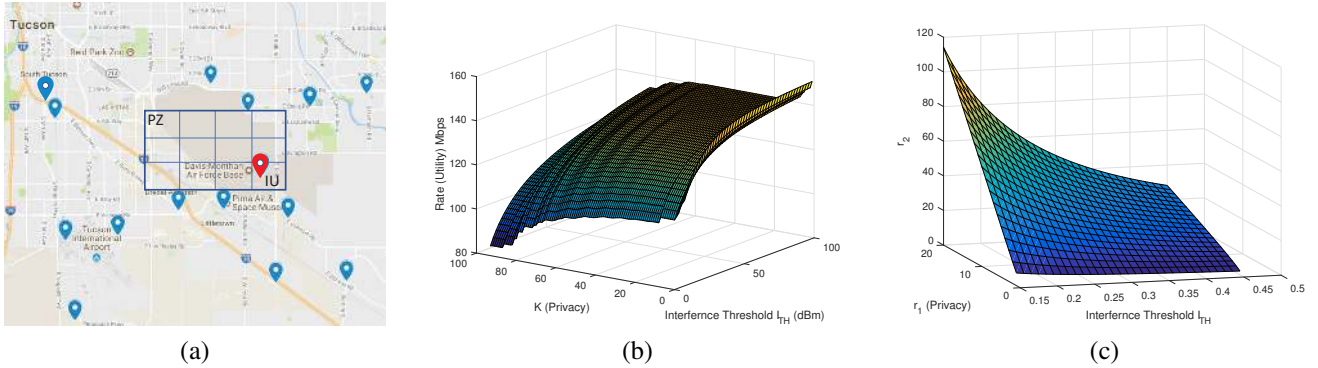 Tucson
Reid Park Zoo
South Tucson
PZ
Davis-Monthan
Air Force Base
IU
Pima Air &
Space Museu
Littletown
Tucson
International
Airport
(a)
160
140
120
100
80
Rate (Utility) Mbps
100
80
60
40
20
0
K (Privacy)
0
50
100
Interfernce Threshold I_TH (dBm)
(b)
120
100
80
60
40
20
0
r_2
20
10
0
r_1 (Privacy)
0.15
0.2
0.25
0.3
0.35
0.4
0.45
0.5
Interfernce Threshold I_TH
(c)